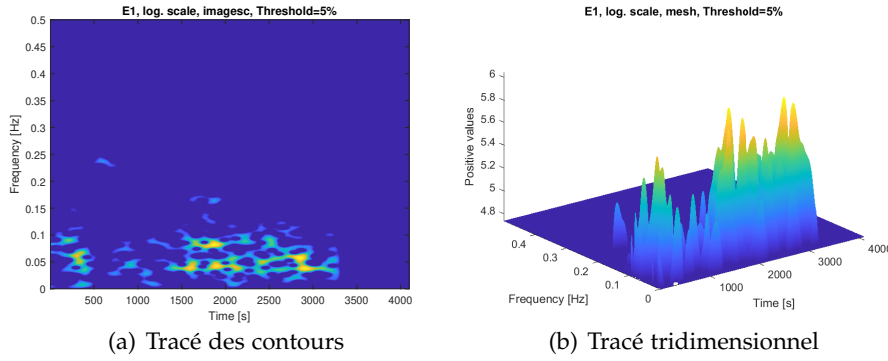 E1, log. scale, imagesc, Threshold=5%
Frequency [Hz]
0.5
0.45
0.4
0.35
0.3
0.25
0.2
0.15
0.1
0.05
0
500 1000 1500 2000 2500 3000 3500 4000
Time [s]
(a) Tracé des contours
E1, log. scale, mesh, Threshold=5%
Positive values
6
5.8
5.6
5.4
5.2
5
4.8
0.4
0.3
0.2
0.1
0
Frequency [Hz]
1000
2000
3000
4000
Time [s]
(b) Tracé tridimensionnel